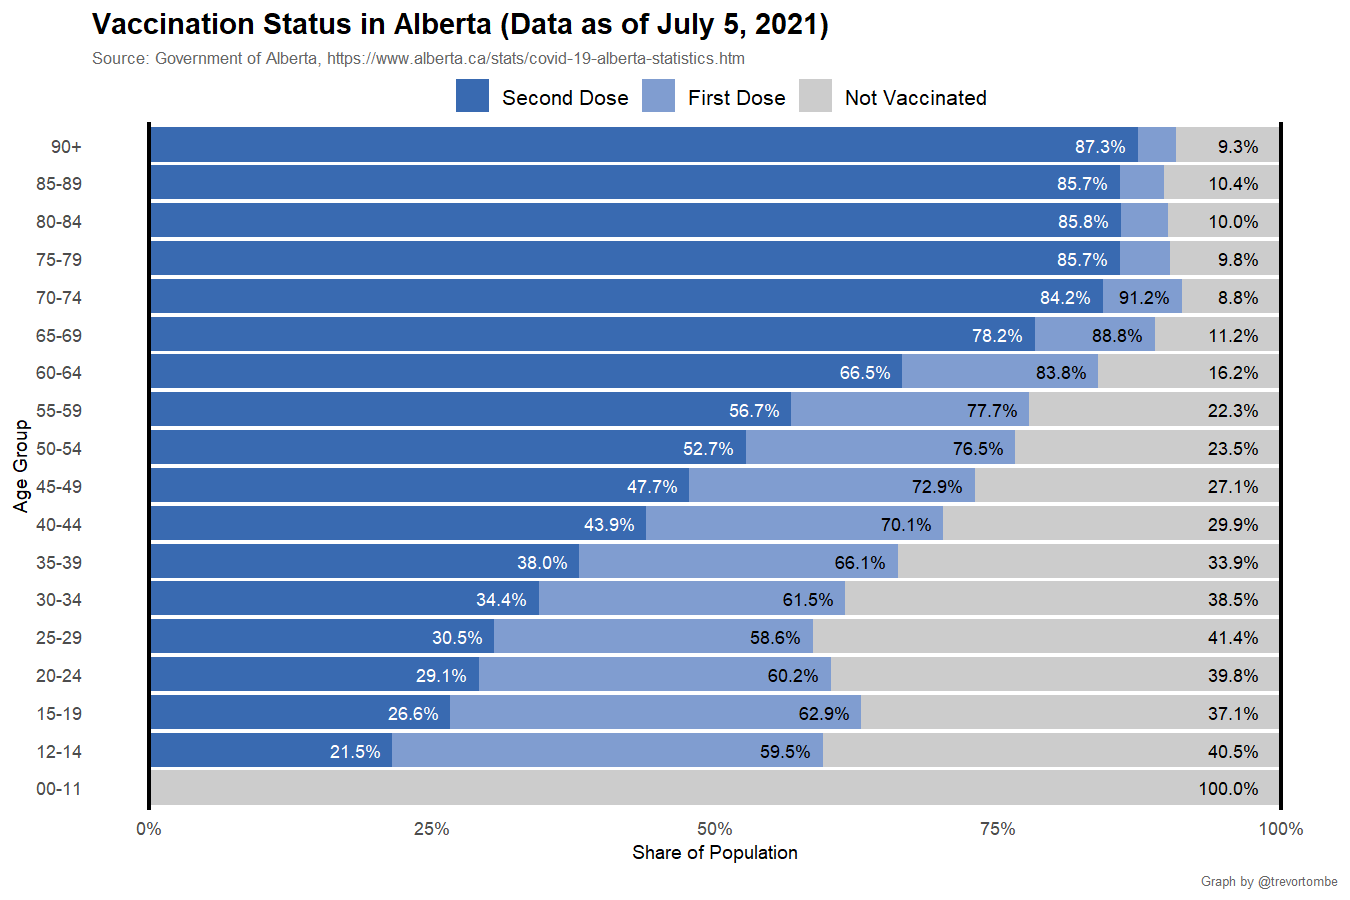 Vaccination Status in Alberta (Data as of July 5, 2021)
Source: Government of Alberta, https://www.alberta.ca/stats/covid-19-alberta-statistics.htm
Second Dose First Dose Not Vaccinated
90+ 87.3% 9.3%
85-89 85.7% 10.4%
80-84 85.8% 10.0%
75-79 85.7% 9.8%
70-74 84.2% 91.2% 8.8%
65-69 78.2% 88.8% 11.2%
60-64 66.5% 83.8% 16.2%
55-59 56.7% 77.7% 22.3%
50-54 52.7% 76.5% 23.5%
45-49 47.7% 72.9% 27.1%
40-44 43.9% 70.1% 29.9%
35-39 38.0% 66.1% 33.9%
30-34 34.4% 61.5% 38.5%
25-29 30.5% 58.6% 41.4%
20-24 29.1% 60.2% 39.8%
15-19 26.6% 62.9% 37.1%
12-14 21.5% 59.5% 40.5%
00-11 100.0%
Age Group
0% 25% 50% 75% 100%
Share of Population
Graph by @trevortombe